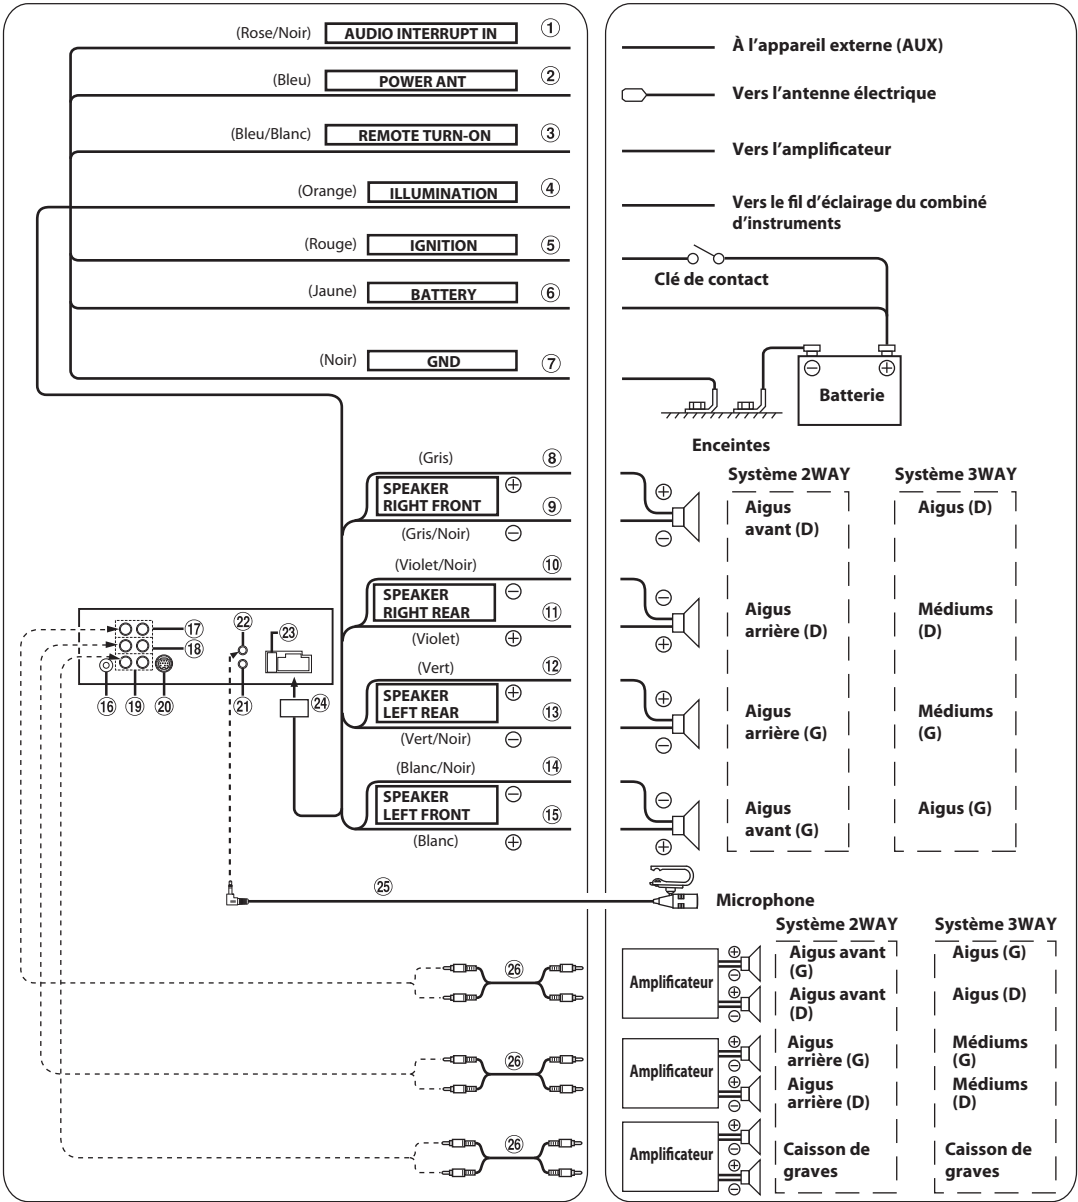 (Rose/Noir) AUDIO INTERRUPT IN ①
À l'appareil externe (AUX)
(Bleu) POWER ANT ②
Vers l'antenne électrique
(Bleu/Blanc) REMOTE TURN-ON ③
Vers l'amplificateur
(Orange) ILLUMINATION ④
Vers le fil d'éclairage du combiné
d'instruments
(Rouge) IGNITION ⑤
Clé de contact
(Jaune) BATTERY ⑥
(Noir) GND ⑦
⊖ ⊕
Batterie
Enceintes
Système 2WAY
Système 3WAY
(Gris) ⑧
SPEAKER
RIGHT FRONT
⊕
⑨
(Gris/Noir) ⊖
⊕
⊖
Aigus
avant (D)
Aigus (D)
(Violet/Noir) ⑩
SPEAKER
RIGHT REAR
⊖
⑪
(Violet) ⊕
⊖
⊕
Aigus
arrière (D)
Médiums
(D)
(Vert) ⑫
SPEAKER
LEFT REAR
⊕
⑬
(Vert/Noir) ⊖
⊕
⊖
Aigus
arrière (G)
Médiums
(G)
(Blanc/Noir) ⑭
SPEAKER
LEFT FRONT
⊖
⑮
(Blanc) ⊕
⊖
⊕
Aigus
avant (G)
Aigus (G)
⑰
⑱
㉒
㉓
⑯ ⑲ ⑳ ㉑ ㉔
㉕
Microphone
Système 2WAY
Système 3WAY
㉖
Amplificateur
⊕
⊖
⊕
⊖
Aigus avant
(G)
Aigus (G)
Aigus avant
(D)
Aigus (D)
㉖
Amplificateur
⊕
⊖
⊕
⊖
Aigus
arrière (G)
Médiums
(G)
Aigus
arrière (D)
Médiums
(D)
㉖
Amplificateur
⊕
⊖
⊕
⊖
Caisson de
graves
Caisson de
graves